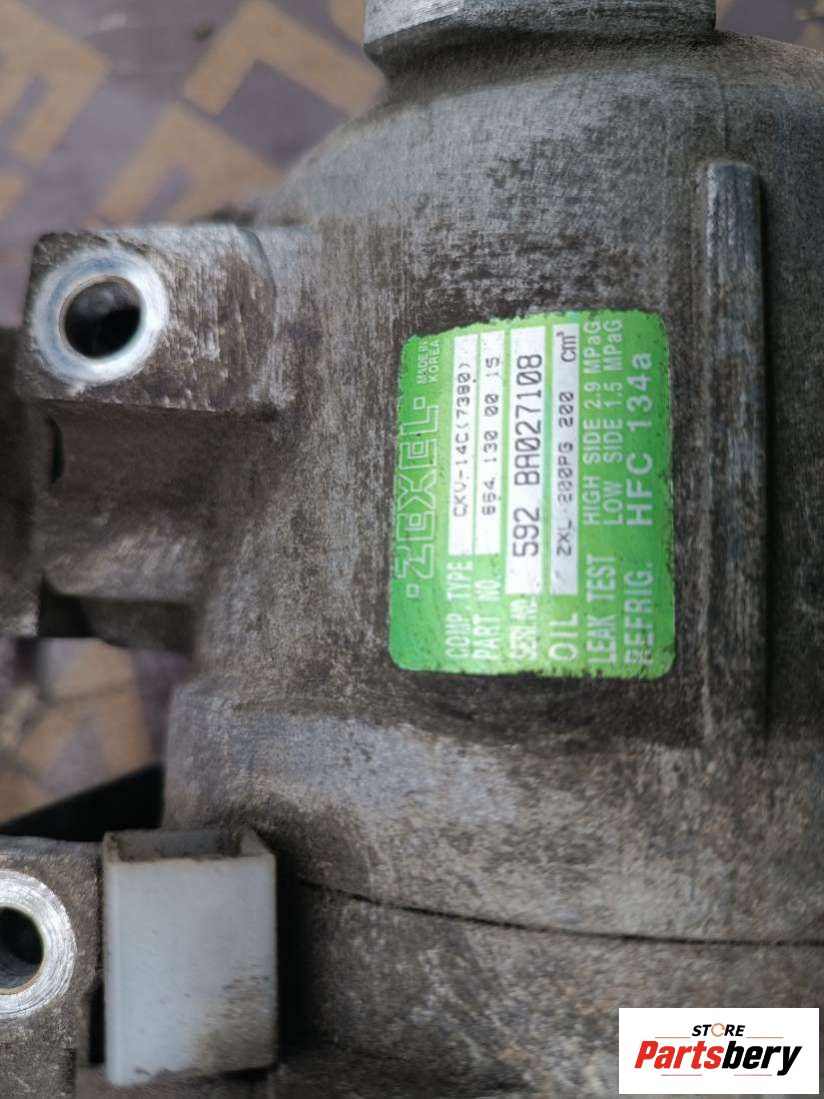 ·ZEXEL· MADE IN KOREA
COMP TYPE CKV-14C(7380)
PART NO. 664 130 00 15
SER. NO. 592 BA027108
OIL ZXL 200PG 200 cm³
LEAK TEST HIGH SIDE 2.9 MPaG
LOW SIDE 1.5 MPaG
REFRIG. HFC 134a
STORE
Partsbery